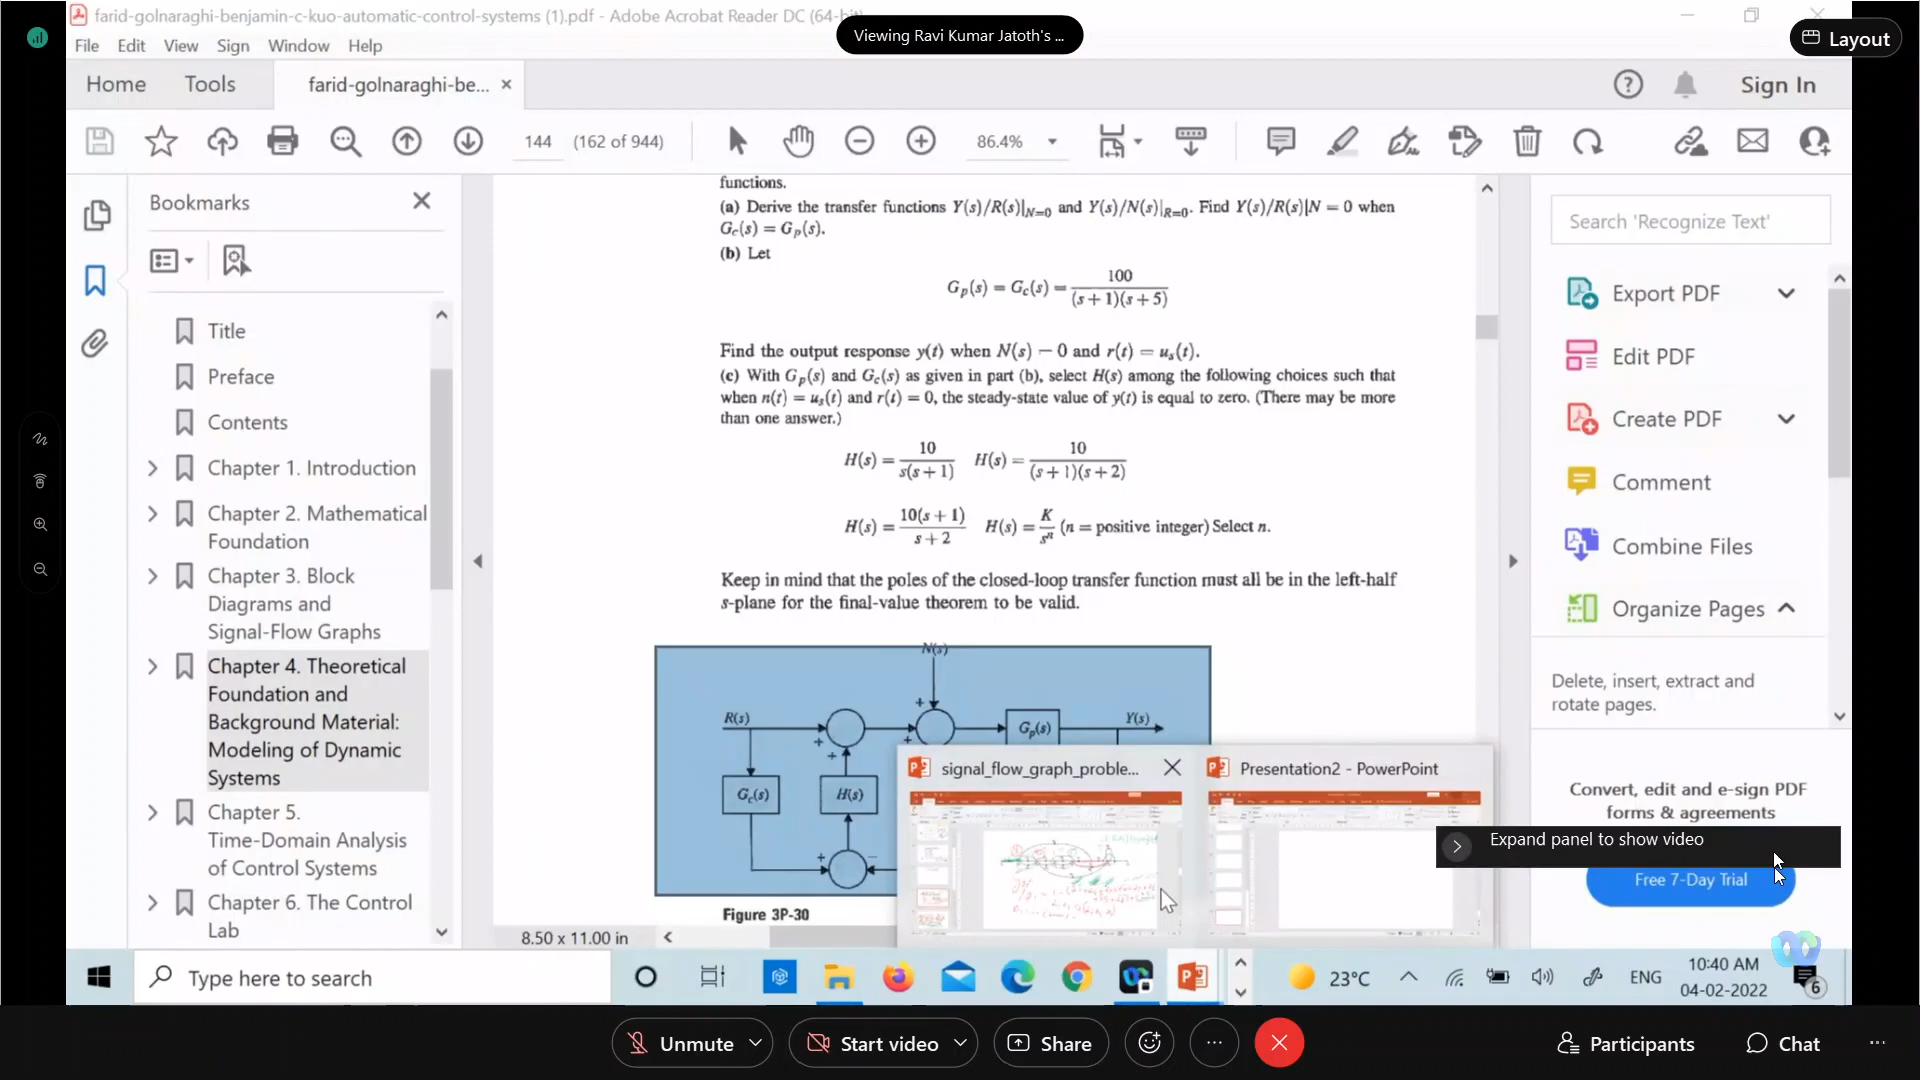 farid-golnaraghi-benjamin-c-kuo-automatic-control-systems (1).pdf - Adobe Acrobat Reader DC (64-bit)
Viewing Ravi Kumar Jatoth's ...
Layout
File Edit View Sign Window Help
Home Tools farid-golnaraghi-be... Sign In
144 (162 of 944) 86.4%
Bookmarks
Title
Preface
Contents
Chapter 1. Introduction
Chapter 2. Mathematical
Foundation
Chapter 3. Block
Diagrams and
Signal-Flow Graphs
Chapter 4. Theoretical
Foundation and
Background Material:
Modeling of Dynamic
Systems
Chapter 5.
Time-Domain Analysis
of Control Systems
Chapter 6. The Control
Lab
functions.
(a) Derive the transfer functions Y(s)/R(s)|N=0 and Y(s)/N(s)|R=0. Find Y(s)/R(s)|N = 0 when
Gc(s) = Gp(s).
(b) Let
Gp(s) = Gc(s) = 100/((s + 1)(s + 5))
Find the output response y(t) when N(s) − 0 and r(t) = us(t).
(c) With Gp(s) and Gc(s) as given in part (b), select H(s) among the following choices such that
when n(t) = us(t) and r(t) = 0, the steady-state value of y(t) is equal to zero. (There may be more
than one answer.)
H(s) = 10/(s(s + 1)) H(s) = 10/((s + 1)(s + 2))
H(s) = 10(s + 1)/(s + 2) H(s) = K/sⁿ (n = positive integer) Select n.
Keep in mind that the poles of the closed-loop transfer function must all be in the left-half
s-plane for the final-value theorem to be valid.
N(s)
+
R(s) Gp(s) Y(s)
+ + +
Gc(s) H(s)
+ −
Figure 3P-30
8.50 x 11.00 in
signal_flow_graph_proble... Presentation2 - PowerPoint
Search 'Recognize Text'
Export PDF
Edit PDF
Create PDF
Comment
Combine Files
Organize Pages
Delete, insert, extract and
rotate pages.
Convert, edit and e-sign PDF
forms & agreements
Expand panel to show video
Free 7-Day Trial
Type here to search
23°C ENG 10:40 AM
04-02-2022
6
Unmute Start video Share Participants Chat